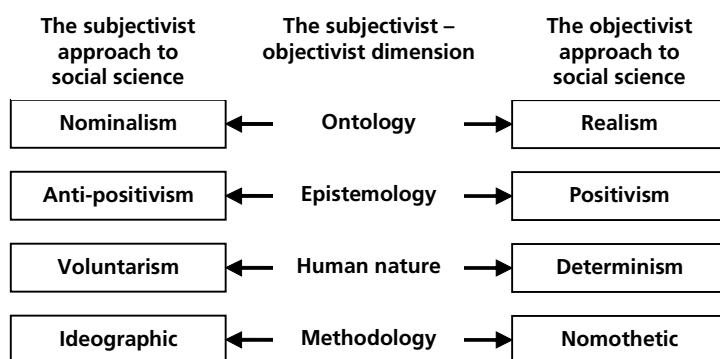 The subjectivist
approach to
social science
The subjectivist –
objectivist dimension
The objectivist
approach to
social science
Nominalism
Ontology
Realism
Anti-positivism
Epistemology
Positivism
Voluntarism
Human nature
Determinism
Ideographic
Methodology
Nomothetic